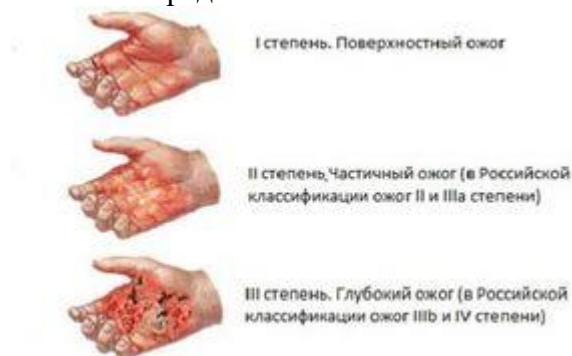 I степень. Поверхностный ожог
II степень,Частичный ожог (в Российской
классификации ожог II и IIIа степени)
III степень. Глубокий ожог (в Российской
классификации ожог IIIb и IV степени)